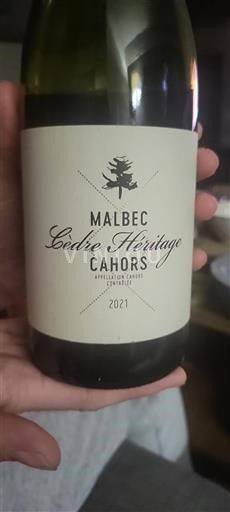 MALBEC
Cèdre Héritage
CAHORS
APPELLATION CAHORS
CONTRÔLÉE
2021